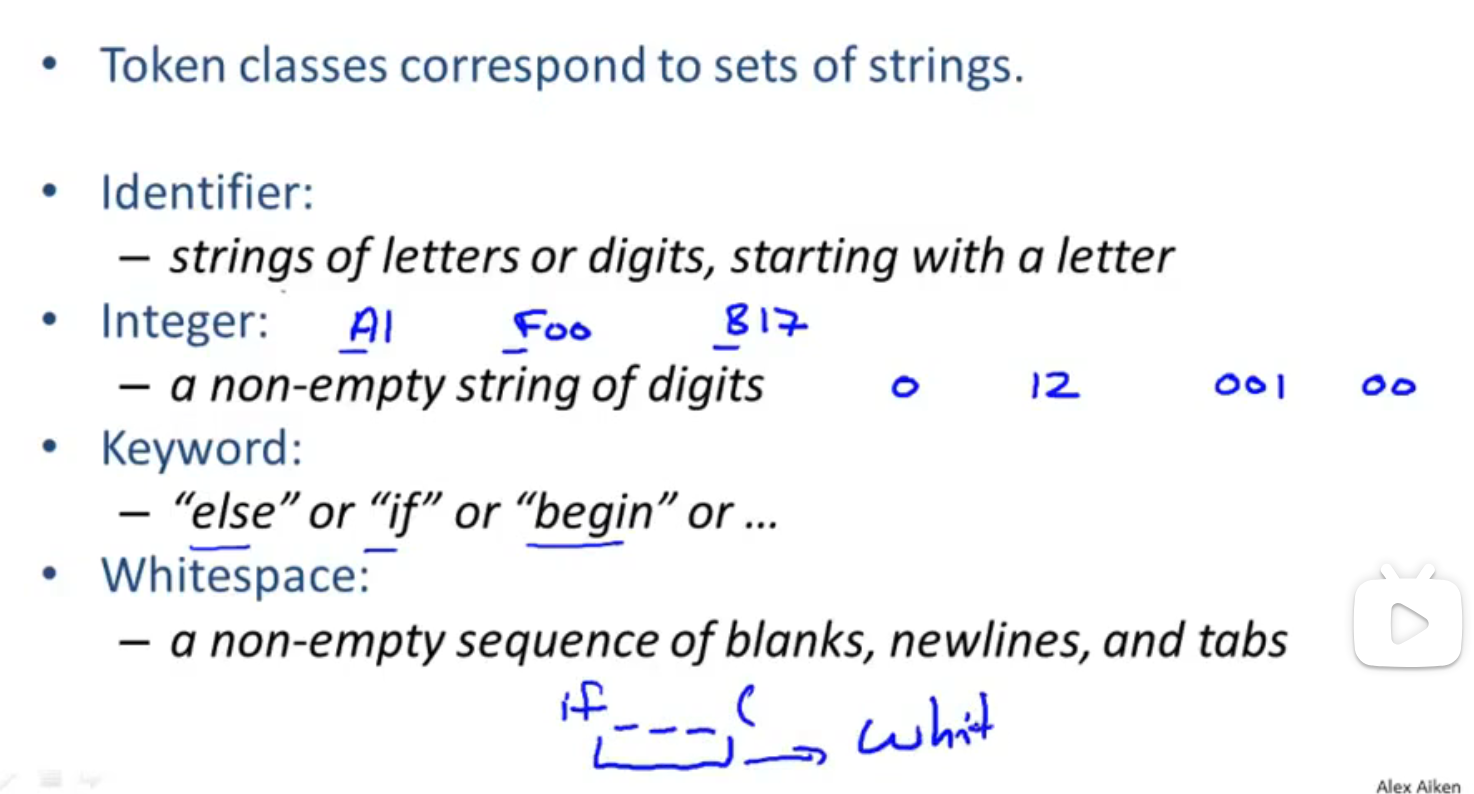 • Token classes correspond to sets of strings.
• Identifier:
– strings of letters or digits, starting with a letter
• Integer: A1 Foo B17
– a non-empty string of digits 0 12 001 00
• Keyword:
– “else” or “if” or “begin” or …
• Whitespace:
– a non-empty sequence of blanks, newlines, and tabs
if _ _ _ (
→ whit
Alex Aiken